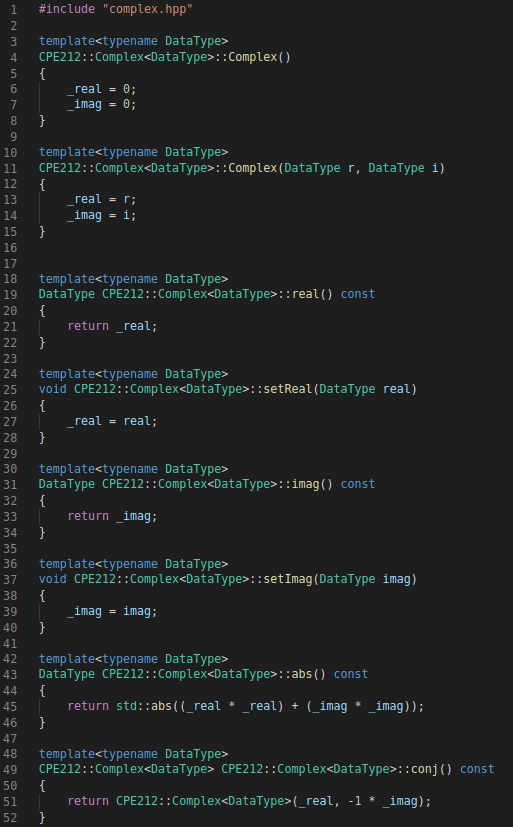 1 #include "complex.hpp"
2
3 template<typename DataType>
4 CPE212::Complex<DataType>::Complex()
5 {
6     _real = 0;
7     _imag = 0;
8 }
9
10 template<typename DataType>
11 CPE212::Complex<DataType>::Complex(DataType r, DataType i)
12 {
13     _real = r;
14     _imag = i;
15 }
16
17
18 template<typename DataType>
19 DataType CPE212::Complex<DataType>::real() const
20 {
21     return _real;
22 }
23
24 template<typename DataType>
25 void CPE212::Complex<DataType>::setReal(DataType real)
26 {
27     _real = real;
28 }
29
30 template<typename DataType>
31 DataType CPE212::Complex<DataType>::imag() const
32 {
33     return _imag;
34 }
35
36 template<typename DataType>
37 void CPE212::Complex<DataType>::setImag(DataType imag)
38 {
39     _imag = imag;
40 }
41
42 template<typename DataType>
43 DataType CPE212::Complex<DataType>::abs() const
44 {
45     return std::abs((_real * _real) + (_imag * _imag));
46 }
47
48 template<typename DataType>
49 CPE212::Complex<DataType> CPE212::Complex<DataType>::conj() const
50 {
51     return CPE212::Complex<DataType>(_real, -1 * _imag);
52 }